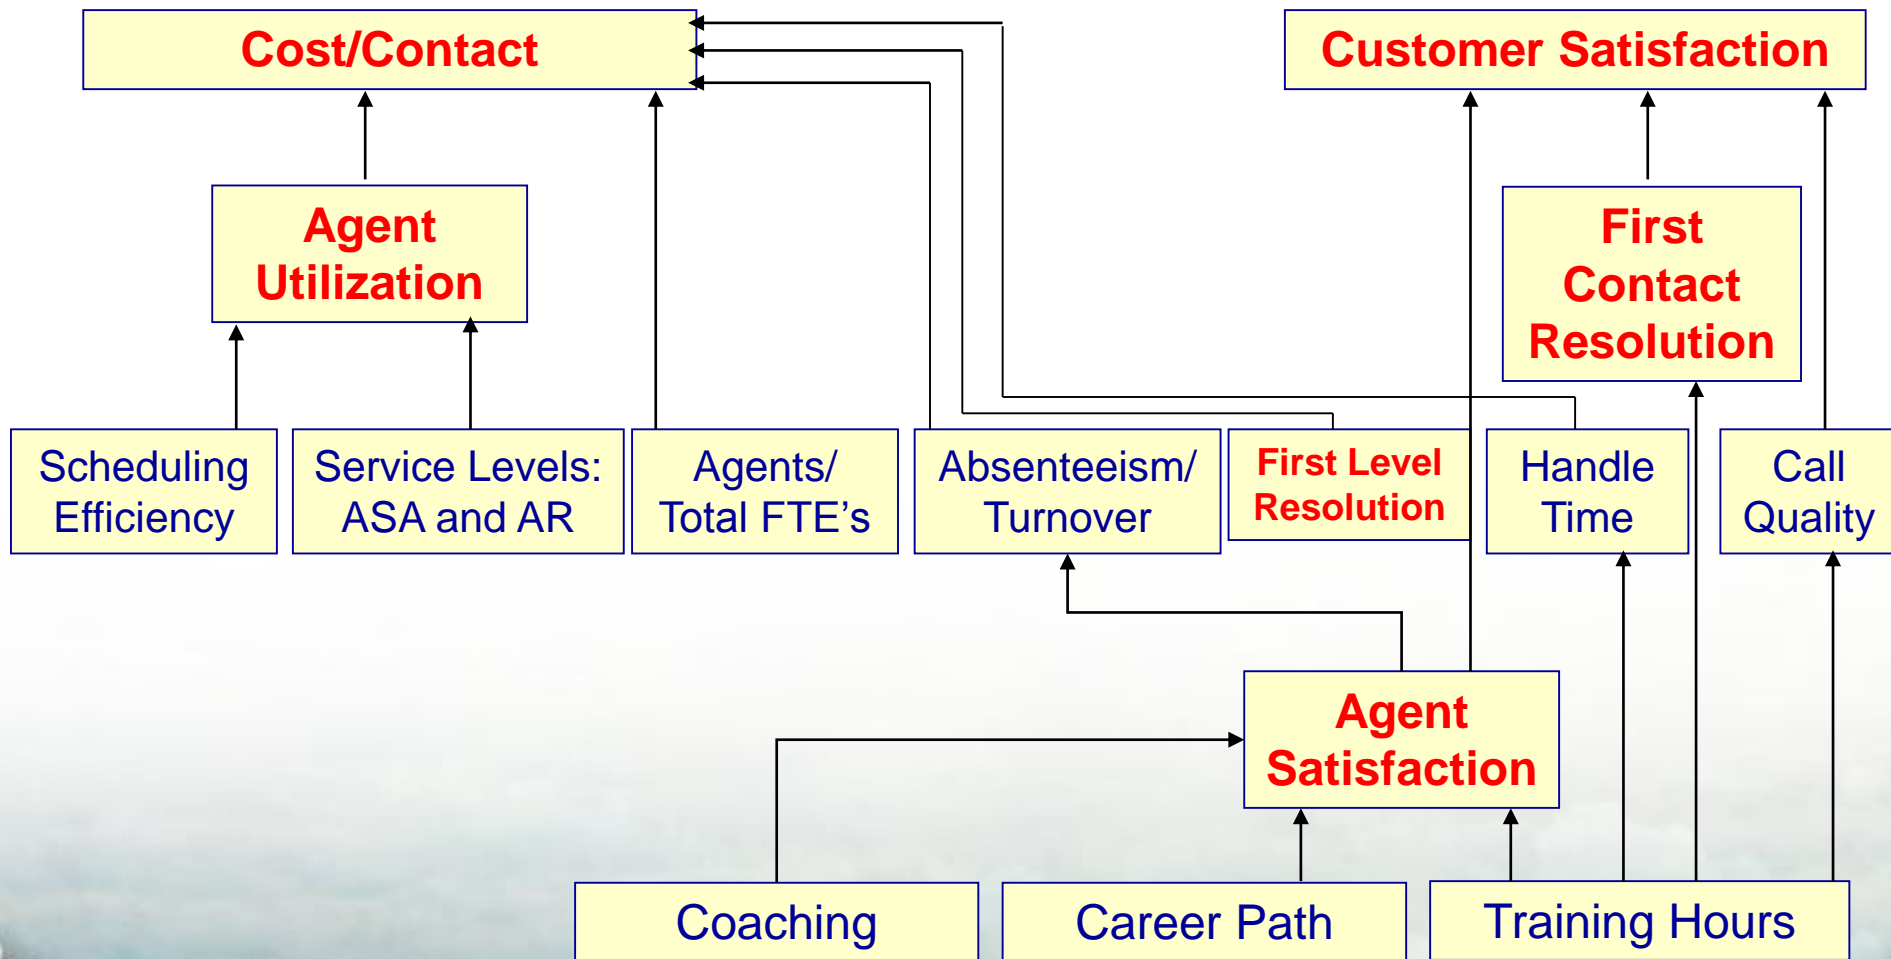 Cost/Contact
Customer Satisfaction
Agent
Utilization
First
Contact
Resolution
Scheduling
Efficiency
Service Levels:
ASA and AR
Agents/
Total FTE's
Absenteeism/
Turnover
First Level
Resolution
Handle
Time
Call
Quality
Agent
Satisfaction
Coaching
Career Path
Training Hours